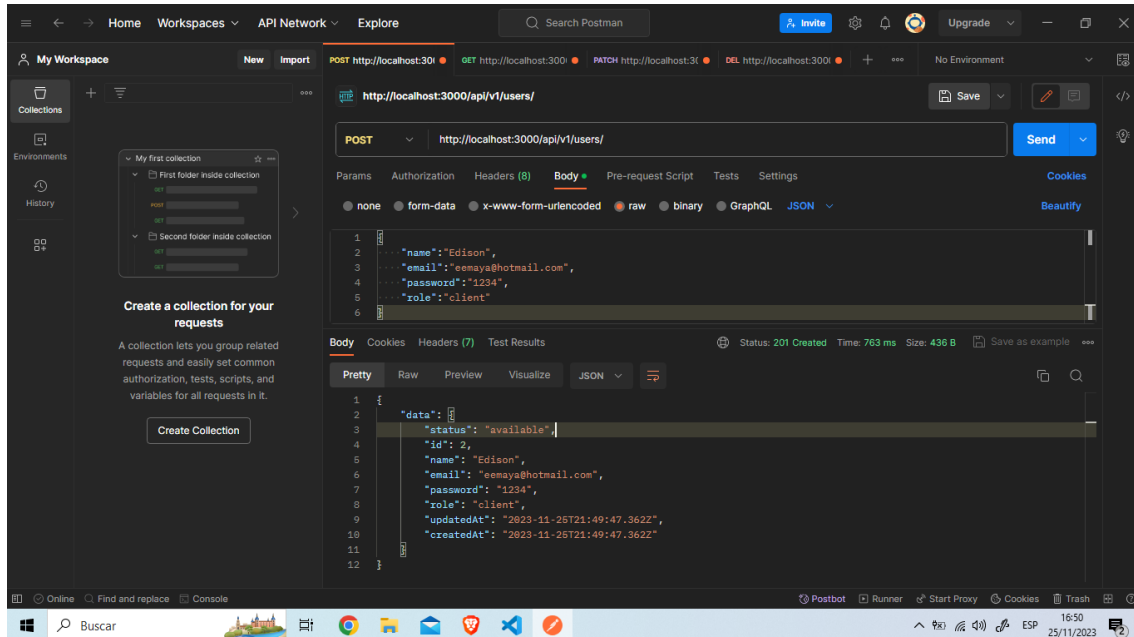 Home Workspaces API Network Explore Search Postman Invite Upgrade
My Workspace New Import POST http://localhost:300 GET http://localhost:300 PATCH http://localhost:30 DEL http://localhost:300 No Environment
Collections
Environments
History
My first collection
First folder inside collection
GET
POST
GET
Second folder inside collection
GET
GET
Create a collection for your
requests
A collection lets you group related
requests and easily set common
authorization, tests, scripts, and
variables for all requests in it.
Create Collection
HTTP http://localhost:3000/api/v1/users/ Save
POST http://localhost:3000/api/v1/users/ Send
Params Authorization Headers (8) Body Pre-request Script Tests Settings Cookies
none form-data x-www-form-urlencoded raw binary GraphQL JSON Beautify
1 {
2 "name":"Edison",
3 "email":"eemaya@hotmail.com",
4 "password":"1234",
5 "role":"client"
6 }
Body Cookies Headers (7) Test Results Status: 201 Created Time: 763 ms Size: 436 B Save as example
Pretty Raw Preview Visualize JSON
1 {
2 "data": {
3 "status": "available",
4 "id": 2,
5 "name": "Edison",
6 "email": "eemaya@hotmail.com",
7 "password": "1234",
8 "role": "client",
9 "updatedAt": "2023-11-25T21:49:47.362Z",
10 "createdAt": "2023-11-25T21:49:47.362Z"
11 }
12 }
Online Find and replace Console Postbot Runner Start Proxy Cookies Trash
Buscar ESP 16:50
25/11/2023 2